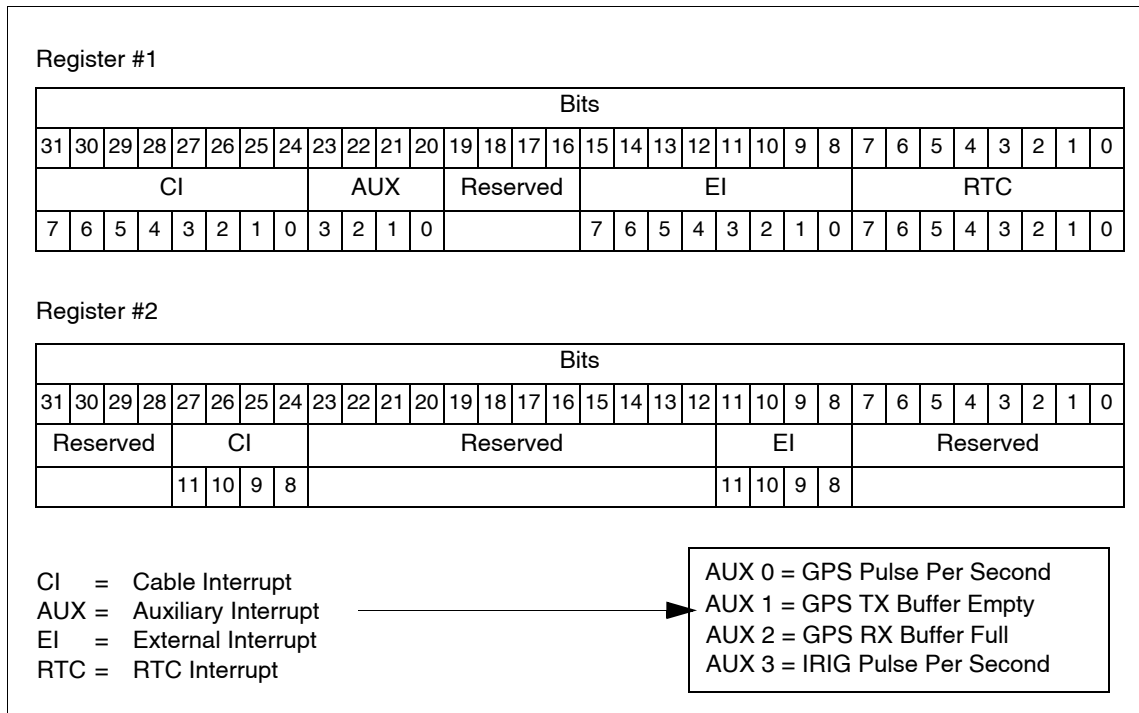 Register #1
Bits
31 30 29 28 27 26 25 24 23 22 21 20 19 18 17 16 15 14 13 12 11 10 9 8 7 6 5 4 3 2 1 0
CI AUX Reserved EI RTC
7 6 5 4 3 2 1 0 3 2 1 0 7 6 5 4 3 2 1 0 7 6 5 4 3 2 1 0
Register #2
Bits
31 30 29 28 27 26 25 24 23 22 21 20 19 18 17 16 15 14 13 12 11 10 9 8 7 6 5 4 3 2 1 0
Reserved CI Reserved EI Reserved
11 10 9 8 11 10 9 8
CI = Cable Interrupt
AUX = Auxiliary Interrupt
EI = External Interrupt
RTC = RTC Interrupt
AUX 0 = GPS Pulse Per Second
AUX 1 = GPS TX Buffer Empty
AUX 2 = GPS RX Buffer Full
AUX 3 = IRIG Pulse Per Second